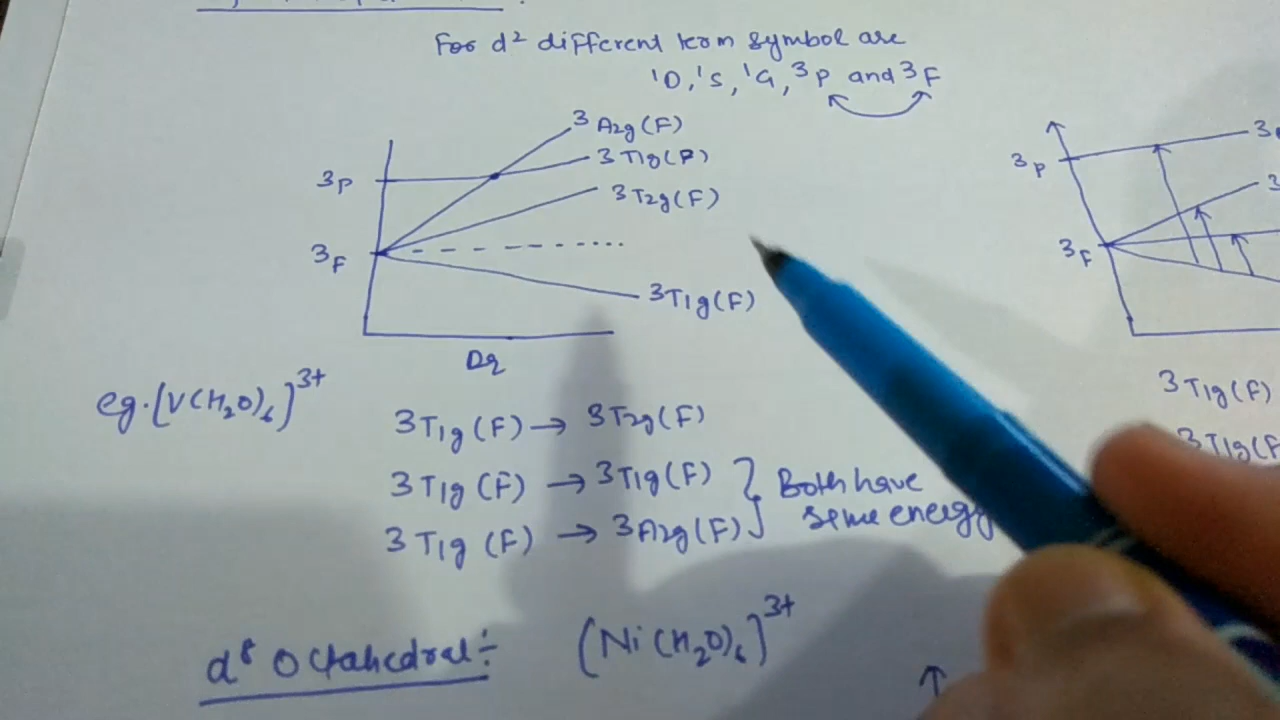 For d² different term symbol are
¹D, ¹S, ¹G, ³P and ³F
³A2g(F)
³P
3T1g(P)
3T2g(F)
³F
³T1g(F)
Dq
³P
³F
eg. [V(H₂O)₆]³⁺
3T1g(F) → 3T2g(F)
3T1g(F) → 3T1g(F)
3T1g(F) → 3A2g(F)
Both have
same energy
3T1g(F)
3T1g(F
d⁸ Octahedral:-
(Ni(H₂O)₆]³⁺